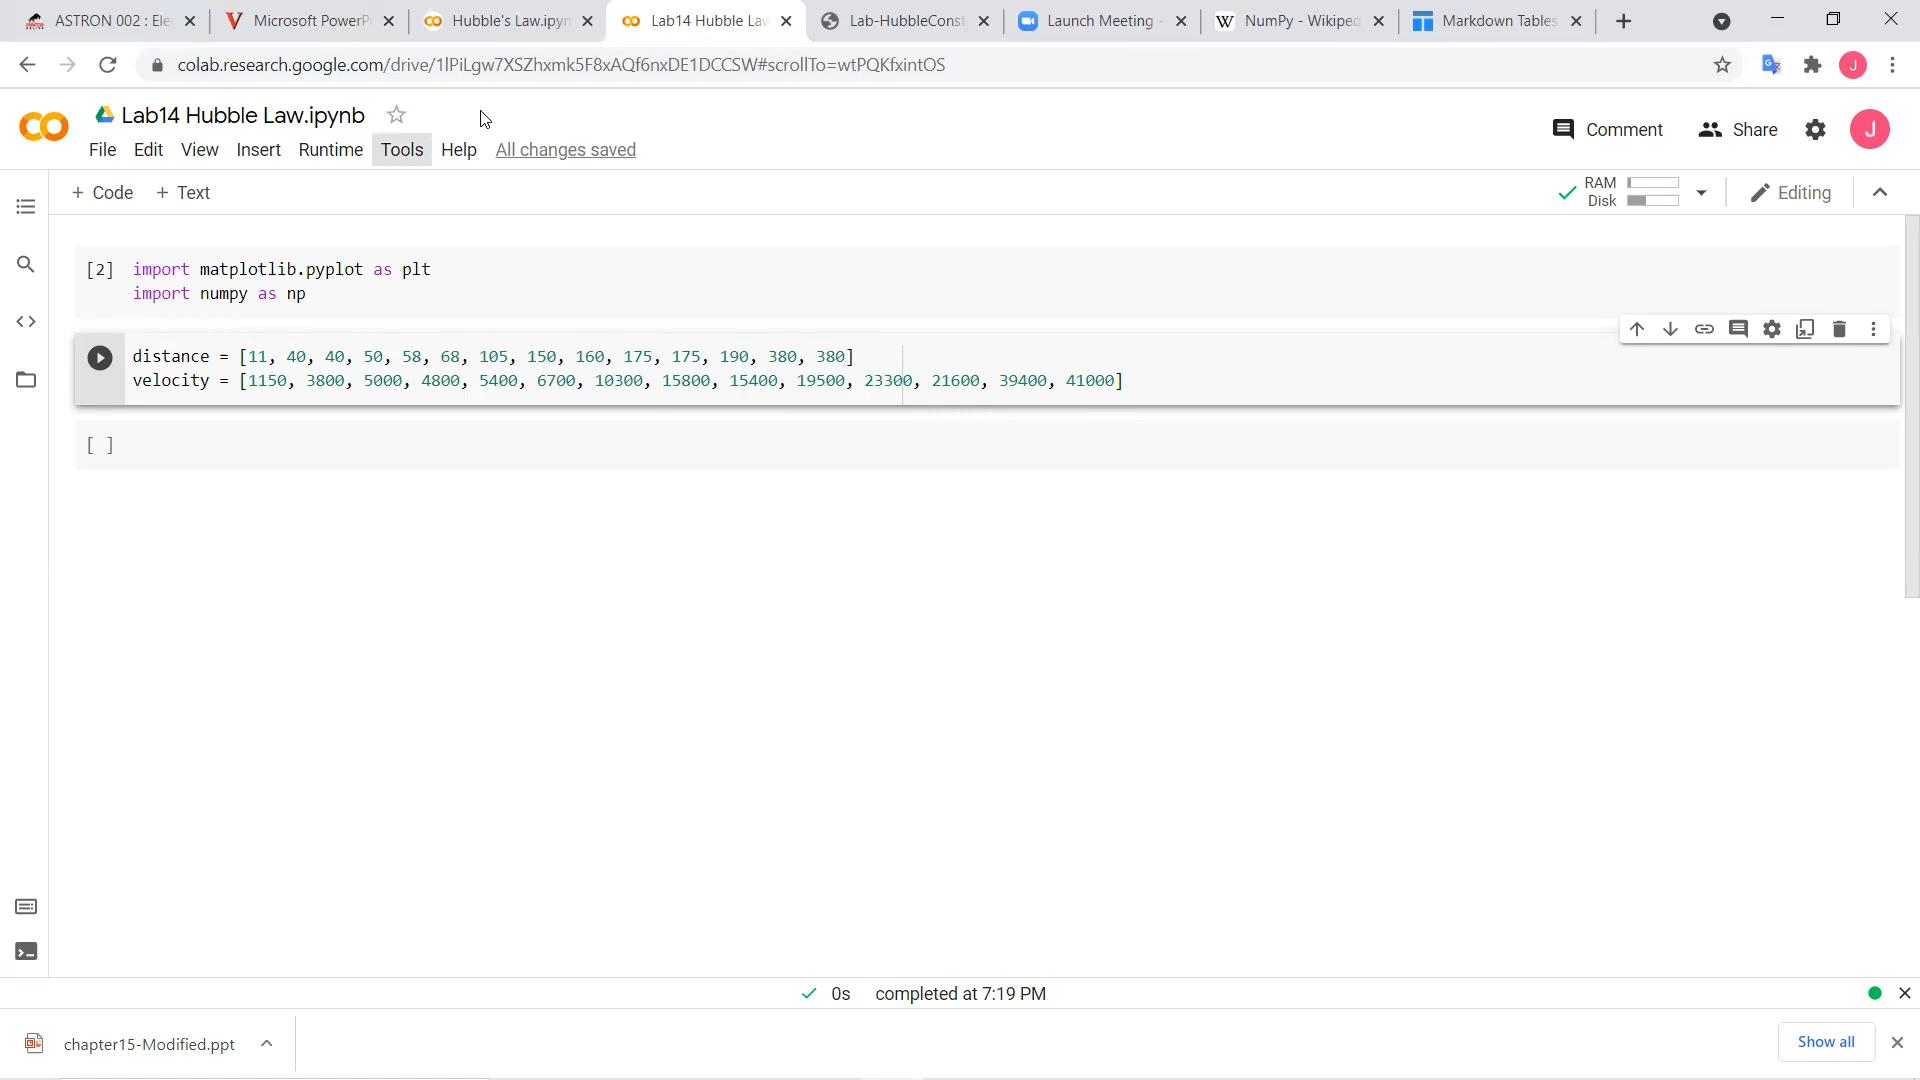 ASTRON 002 : Ele
Microsoft PowerP
Hubble's Law.ipyn
Lab14 Hubble Law
Lab-HubbleConst
Launch Meeting -
NumPy - Wikiped
Markdown Tables
colab.research.google.com/drive/1lPiLgw7XSZhxmk5F8xAQf6nxDE1DCCSW#scrollTo=wtPQKfxintOS
J
Lab14 Hubble Law.ipynb
Comment
Share
J
File Edit View Insert Runtime Tools Help All changes saved
+ Code + Text
RAM
Disk
Editing
[2] import matplotlib.pyplot as plt
import numpy as np
distance = [11, 40, 40, 50, 58, 68, 105, 150, 160, 175, 175, 190, 380, 380]
velocity = [1150, 3800, 5000, 4800, 5400, 6700, 10300, 15800, 15400, 19500, 23300, 21600, 39400, 41000]
[ ]
0s completed at 7:19 PM
chapter15-Modified.ppt
Show all